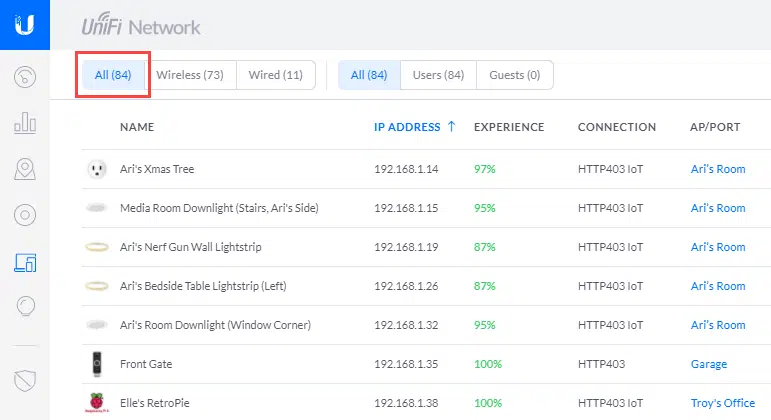 UniFi Network
All (84) Wireless (73) Wired (11) All (84) Users (84) Guests (0)
NAME IP ADDRESS ↑ EXPERIENCE CONNECTION AP/PORT
Ari's Xmas Tree 192.168.1.14 97% HTTP403 IoT Ari's Room
Media Room Downlight (Stairs, Ari's Side) 192.168.1.15 95% HTTP403 IoT Ari's Room
Ari's Nerf Gun Wall Lightstrip 192.168.1.19 87% HTTP403 IoT Ari's Room
Ari's Bedside Table Lightstrip (Left) 192.168.1.26 87% HTTP403 IoT Ari's Room
Ari's Room Downlight (Window Corner) 192.168.1.32 95% HTTP403 IoT Ari's Room
Front Gate 192.168.1.35 100% HTTP403 Garage
Elle's RetroPie 192.168.1.38 100% HTTP403 IoT Troy's Office